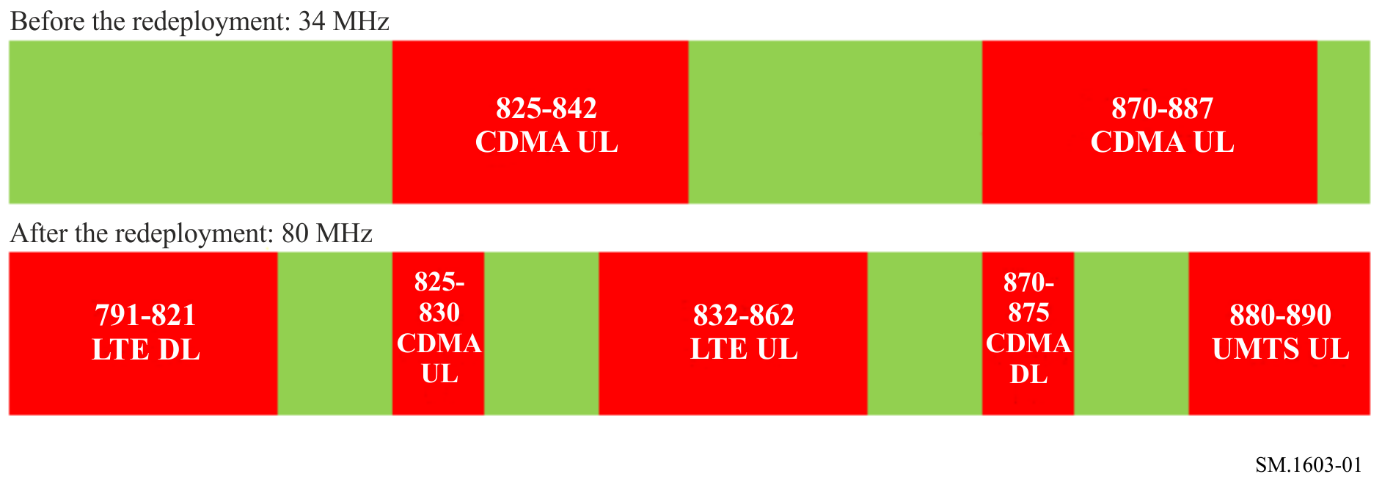 Before the redeployment: 34 MHz
825-842
CDMA UL
870-887
CDMA UL
After the redeployment: 80 MHz
791-821
LTE DL
825-
830
CDMA
UL
832-862
LTE UL
870-
875
CDMA
DL
880-890
UMTS UL
SM.1603-01